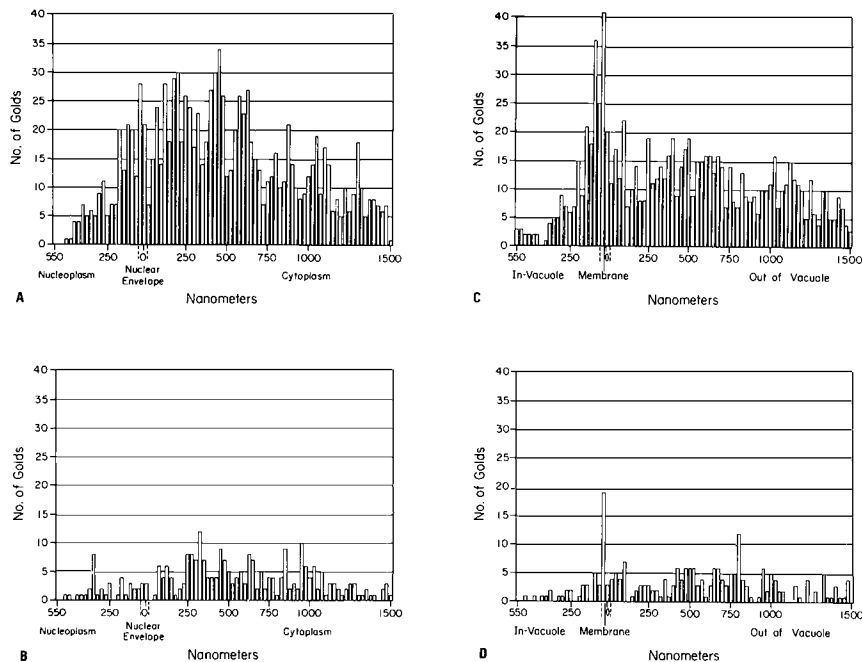 40
35
30
25
20
15
10
5
0
No. of Golds
550 250 0 250 500 750 1000 1500
Nucleoplasm Nuclear Envelope Cytoplasm
A Nanometers
40
35
30
25
20
15
10
5
0
No. of Golds
550 250 100 250 500 750 1000 1500
In-Vacuole Membrane Out of Vacuole
C Nanometers
40
35
30
25
20
15
10
5
0
No. of Golds
550 250 0 250 500 750 1000 1500
Nucleoplasm Nuclear Envelope Cytoplasm
B Nanometers
40
35
30
25
20
15
10
5
0
No. of Golds
550 250 250 500 750 1000 1500
In-Vacuole Membrane Out of Vacuole
D Nanometers